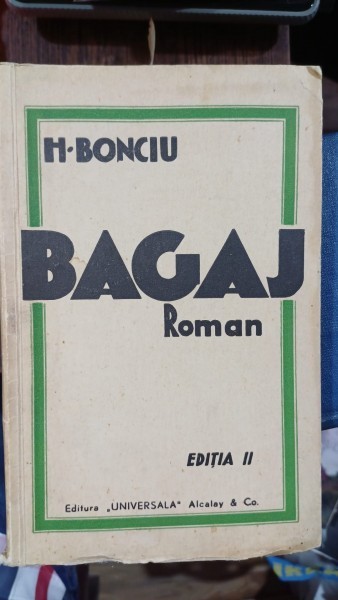 H·BONCIU
BAGAJ
Roman
EDIȚIA II
Editura „UNIVERSALA“ Alcalay & Co.